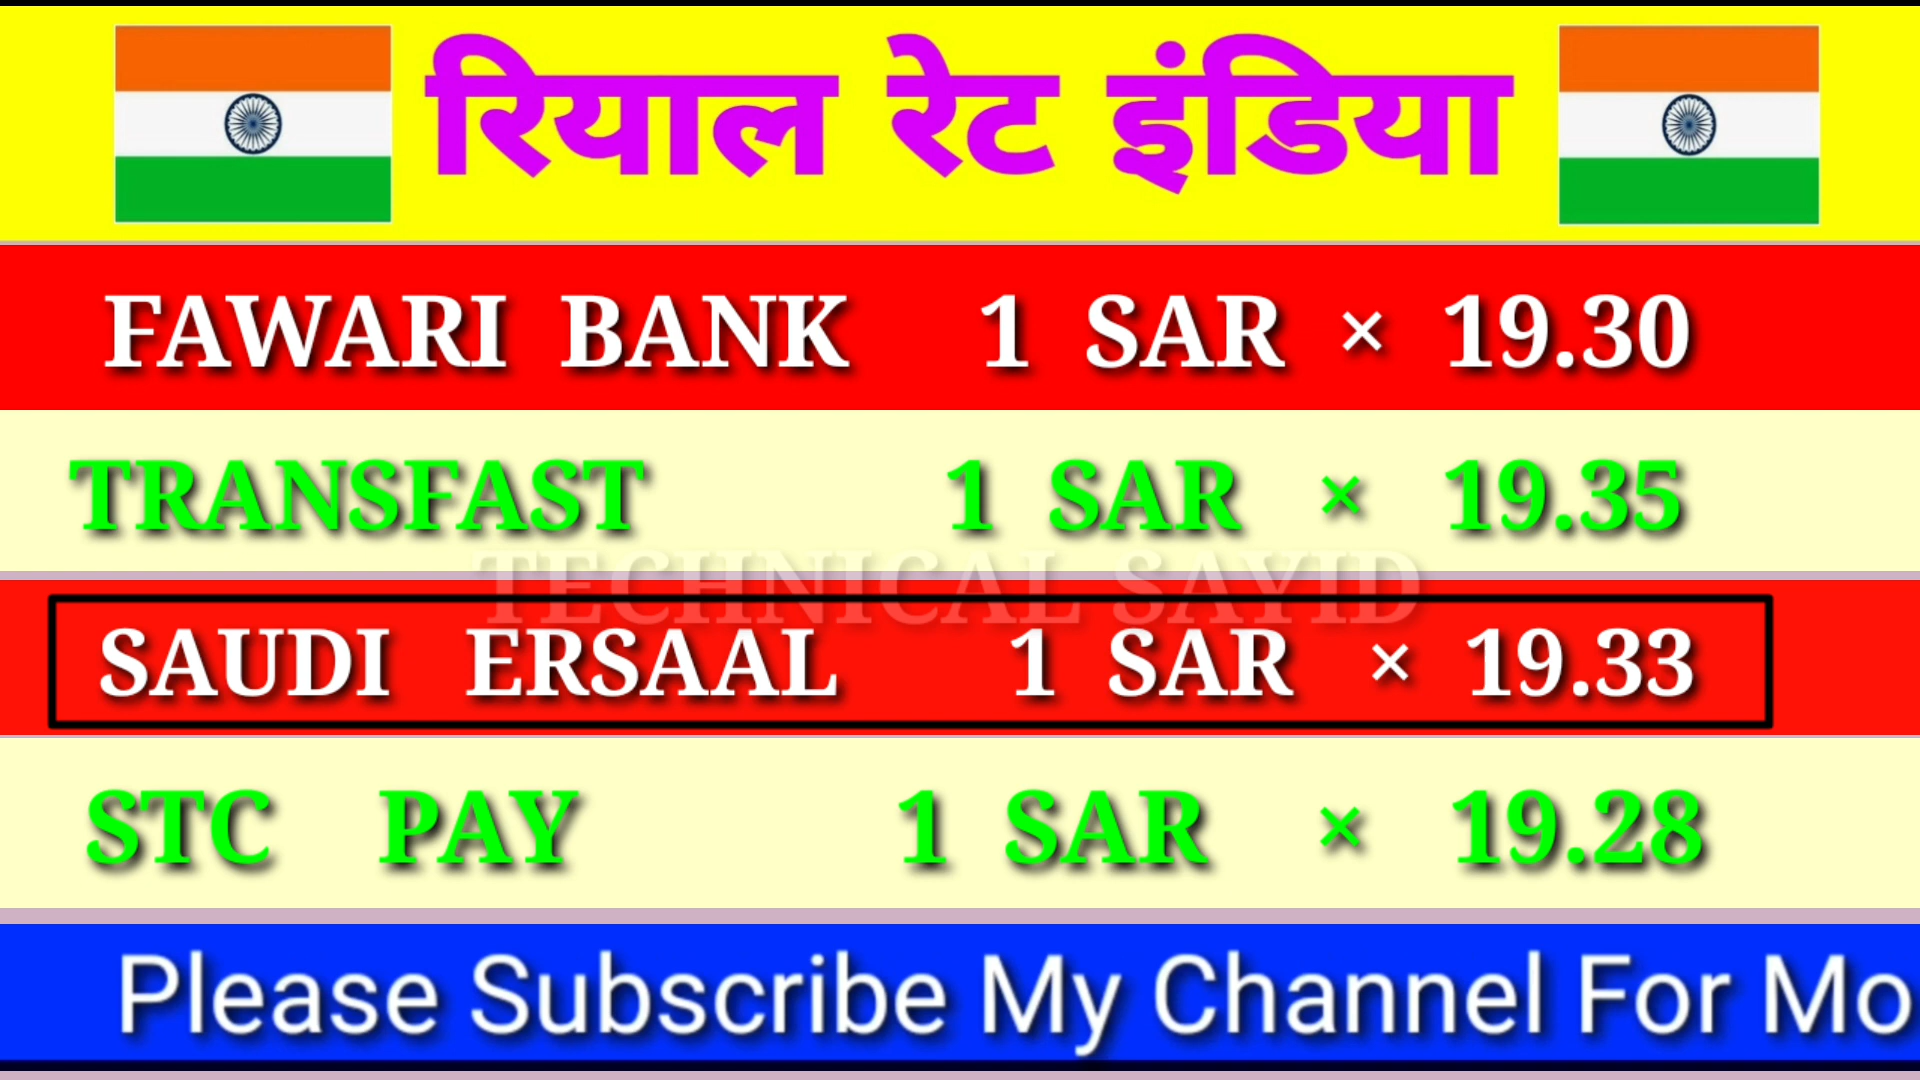 रियाल रेट इंडिया
FAWARI BANK 1 SAR × 19.30
TRANSFAST 1 SAR × 19.35
TECHNICAL SAYID
SAUDI ERSAAL 1 SAR × 19.33
STC PAY 1 SAR × 19.28
Please Subscribe My Channel For Mo